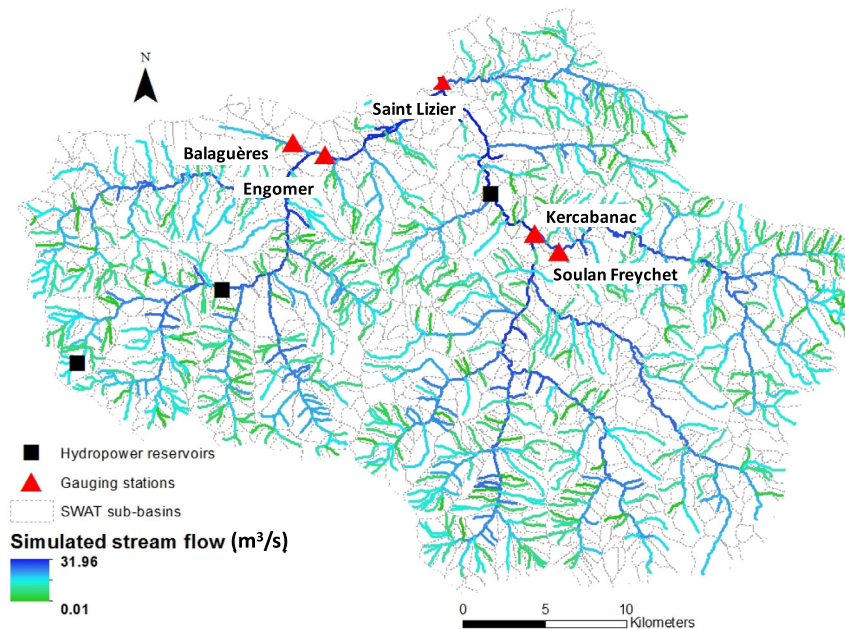 N
Saint Lizier
Balaguères
Engomer
Kercabanac
Soulan Freychet
Hydropower reservoirs
Gauging stations
SWAT sub-basins
Simulated stream flow (m³/s)
31.96
0.01
0 5 10
Kilometers